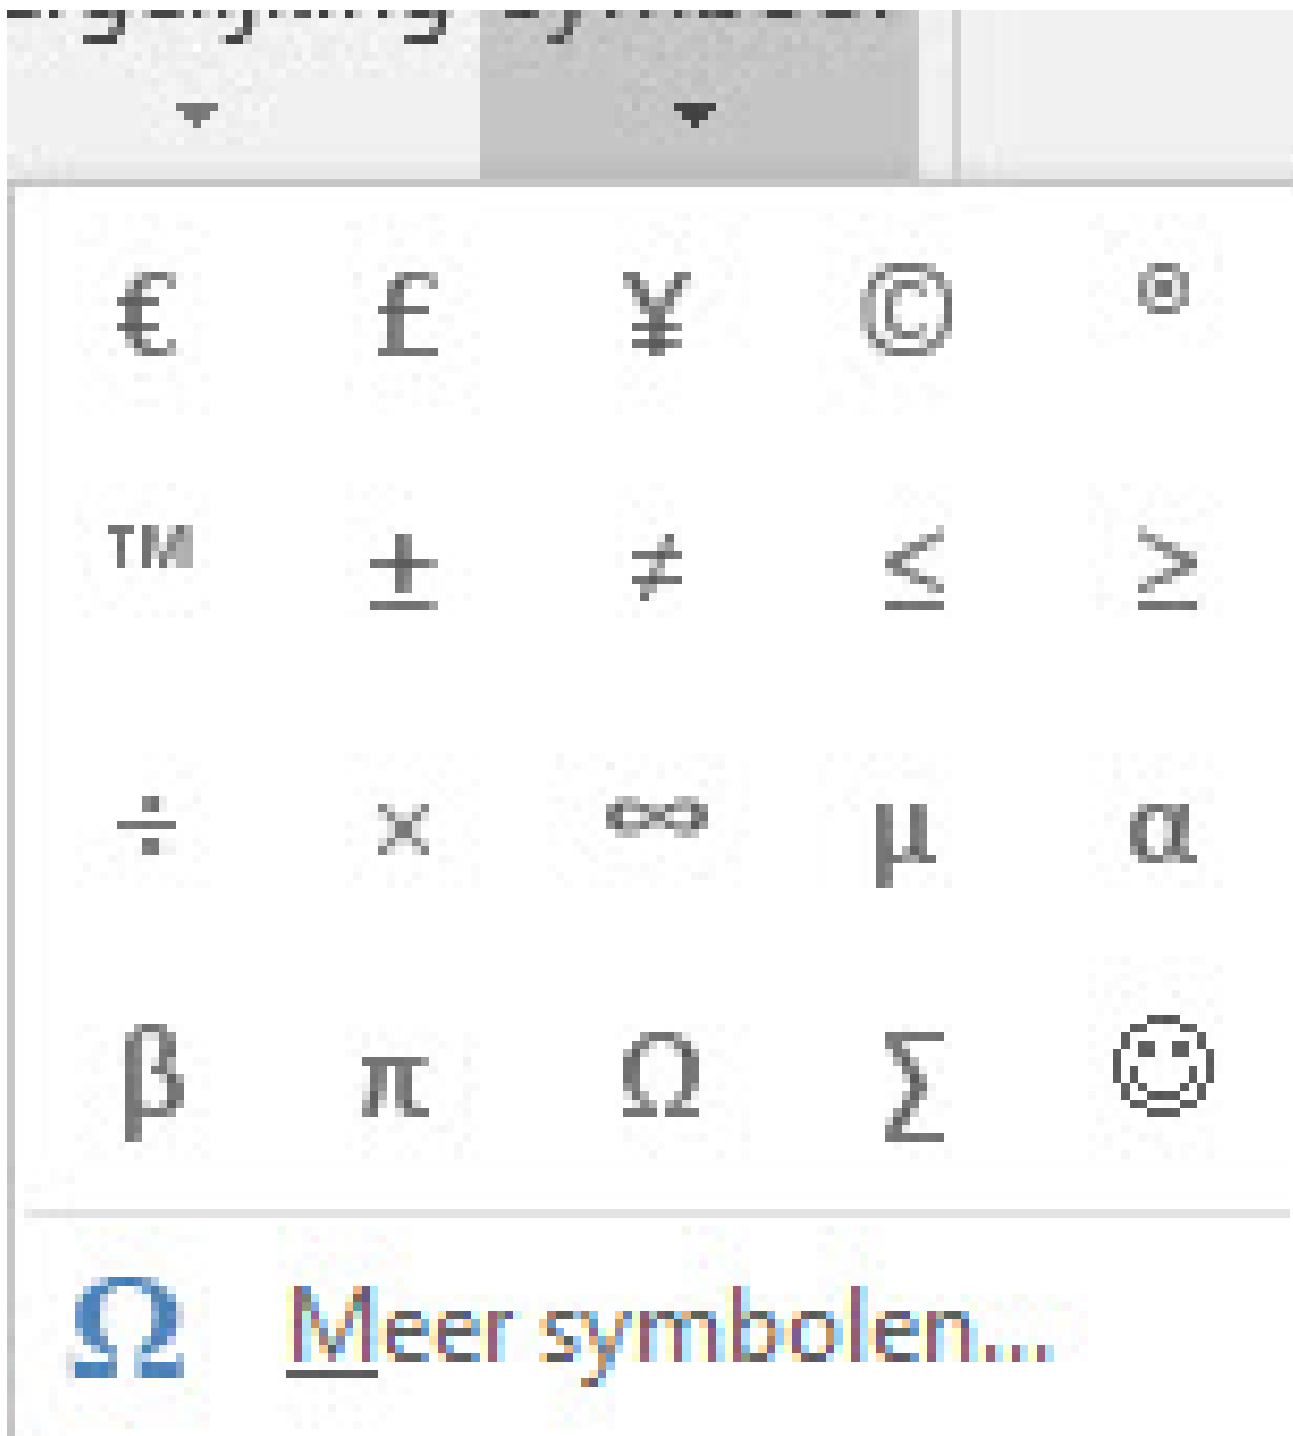 € £ ¥ © ®
™ ± ≠ ≤ ≥
÷ × ∞ µ α
β π Ω ∑ ☺
Ω Meer symbolen...